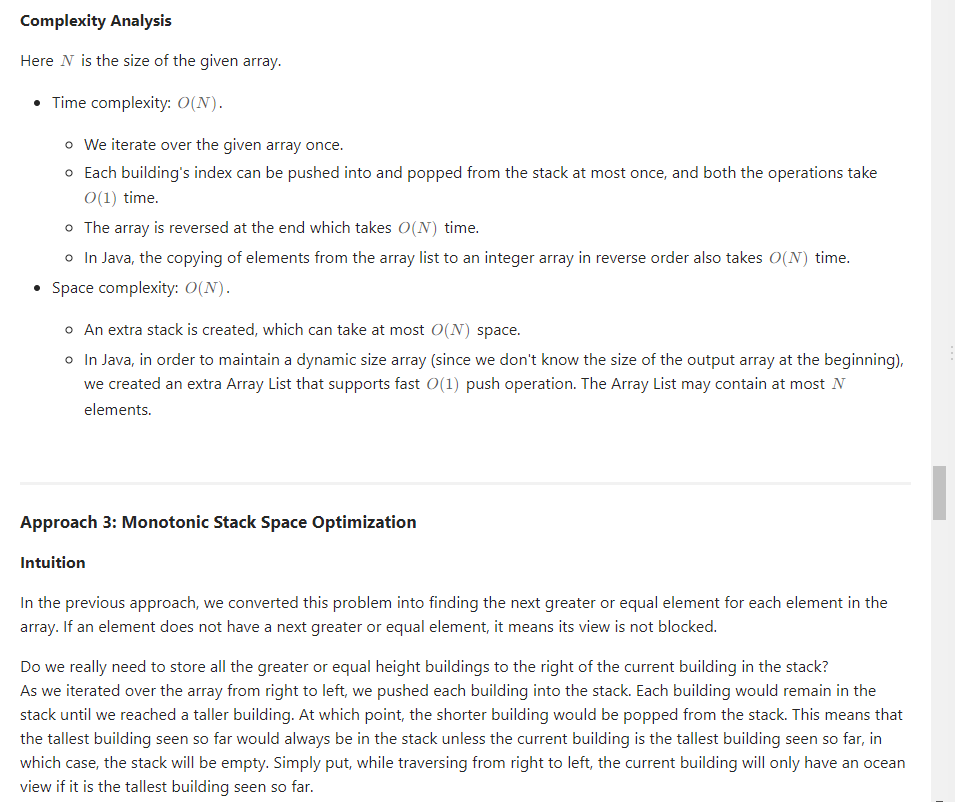 Complexity Analysis
Here N is the size of the given array.
• Time complexity: O(N).
◦ We iterate over the given array once.
◦ Each building's index can be pushed into and popped from the stack at most once, and both the operations take
O(1) time.
◦ The array is reversed at the end which takes O(N) time.
◦ In Java, the copying of elements from the array list to an integer array in reverse order also takes O(N) time.
• Space complexity: O(N).
◦ An extra stack is created, which can take at most O(N) space.
◦ In Java, in order to maintain a dynamic size array (since we don't know the size of the output array at the beginning),
we created an extra Array List that supports fast O(1) push operation. The Array List may contain at most N
elements.
Approach 3: Monotonic Stack Space Optimization
Intuition
In the previous approach, we converted this problem into finding the next greater or equal element for each element in the
array. If an element does not have a next greater or equal element, it means its view is not blocked.
Do we really need to store all the greater or equal height buildings to the right of the current building in the stack?
As we iterated over the array from right to left, we pushed each building into the stack. Each building would remain in the
stack until we reached a taller building. At which point, the shorter building would be popped from the stack. This means that
the tallest building seen so far would always be in the stack unless the current building is the tallest building seen so far, in
which case, the stack will be empty. Simply put, while traversing from right to left, the current building will only have an ocean
view if it is the tallest building seen so far.